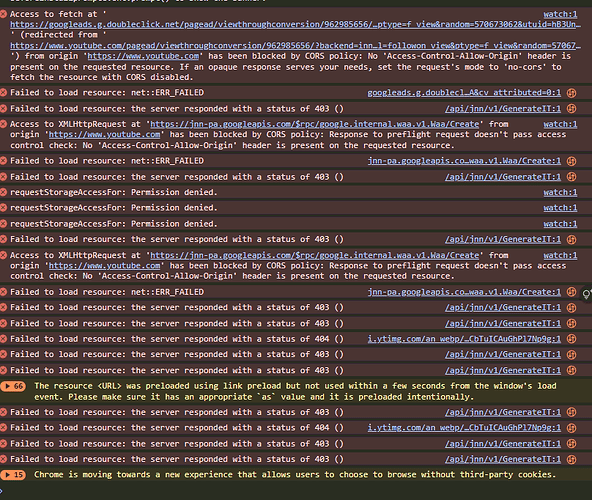 Access to fetch at ' watch:1
https://googleads.g.doubleclick.net/pagead/viewthroughconversion/962985656/…ptype=f_view&random=570673062&utuid=hB3Un…
' (redirected from '
https://www.youtube.com/pagead/viewthroughconversion/962985656/?backend=inn…l=followon_view&ptype=f_view&random=57067…
') from origin 'https://www.youtube.com' has been blocked by CORS policy: No 'Access-Control-Allow-Origin' header is
present on the requested resource. If an opaque response serves your needs, set the request's mode to 'no-cors' to
fetch the resource with CORS disabled.
Failed to load resource: net::ERR_FAILED googleads.g.doublecl…A&cv_attributed=0:1
Failed to load resource: the server responded with a status of 403 () /api/jnn/v1/GenerateIT:1
Access to XMLHttpRequest at 'https://jnn-pa.googleapis.com/$rpc/google.internal.waa.v1.Waa/Create' from watch:1
origin 'https://www.youtube.com' has been blocked by CORS policy: Response to preflight request doesn't pass access
control check: No 'Access-Control-Allow-Origin' header is present on the requested resource.
Failed to load resource: net::ERR_FAILED jnn-pa.googleapis.co…waa.v1.Waa/Create:1
Failed to load resource: the server responded with a status of 403 () /api/jnn/v1/GenerateIT:1
requestStorageAccessFor: Permission denied. watch:1
requestStorageAccessFor: Permission denied. watch:1
requestStorageAccessFor: Permission denied. watch:1
Failed to load resource: the server responded with a status of 403 () /api/jnn/v1/GenerateIT:1
Access to XMLHttpRequest at 'https://jnn-pa.googleapis.com/$rpc/google.internal.waa.v1.Waa/Create' from watch:1
origin 'https://www.youtube.com' has been blocked by CORS policy: Response to preflight request doesn't pass access
control check: No 'Access-Control-Allow-Origin' header is present on the requested resource.
Failed to load resource: net::ERR_FAILED jnn-pa.googleapis.co…waa.v1.Waa/Create:1
Failed to load resource: the server responded with a status of 403 () /api/jnn/v1/GenerateIT:1
Failed to load resource: the server responded with a status of 403 () /api/jnn/v1/GenerateIT:1
Failed to load resource: the server responded with a status of 404 () i.ytimg.com/an_webp/…CbTuICAuGhPl7Np9g:1
Failed to load resource: the server responded with a status of 403 () /api/jnn/v1/GenerateIT:1
Failed to load resource: the server responded with a status of 403 () /api/jnn/v1/GenerateIT:1
66 The resource <URL> was preloaded using link preload but not used within a few seconds from the window's load
event. Please make sure it has an appropriate `as` value and it is preloaded intentionally.
Failed to load resource: the server responded with a status of 403 () /api/jnn/v1/GenerateIT:1
Failed to load resource: the server responded with a status of 404 () i.ytimg.com/an_webp/…CbTuICAuGhPl7Np9g:1
Failed to load resource: the server responded with a status of 403 () /api/jnn/v1/GenerateIT:1
Failed to load resource: the server responded with a status of 403 () /api/jnn/v1/GenerateIT:1
15 Chrome is moving towards a new experience that allows users to choose to browse without third-party cookies.